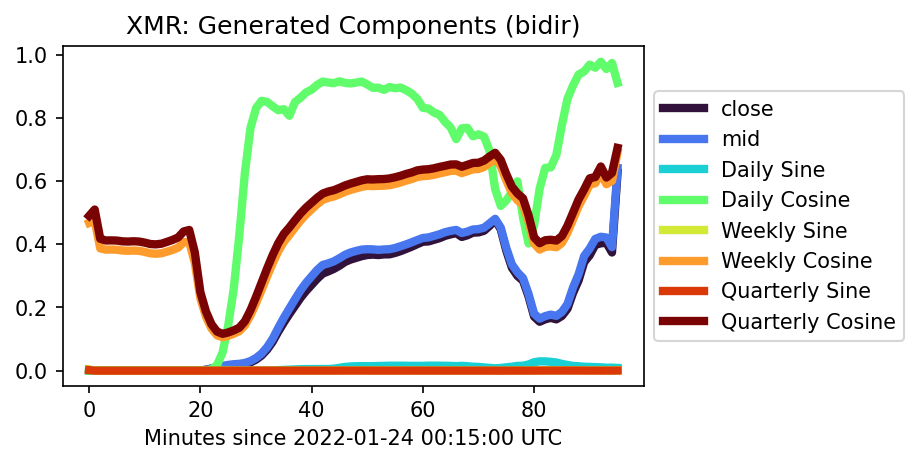 XMR: Generated Components (bidir)
1.0
0.8
0.6
0.4
0.2
0.0
0 20 40 60 80
Minutes since 2022-01-24 00:15:00 UTC
close
mid
Daily Sine
Daily Cosine
Weekly Sine
Weekly Cosine
Quarterly Sine
Quarterly Cosine